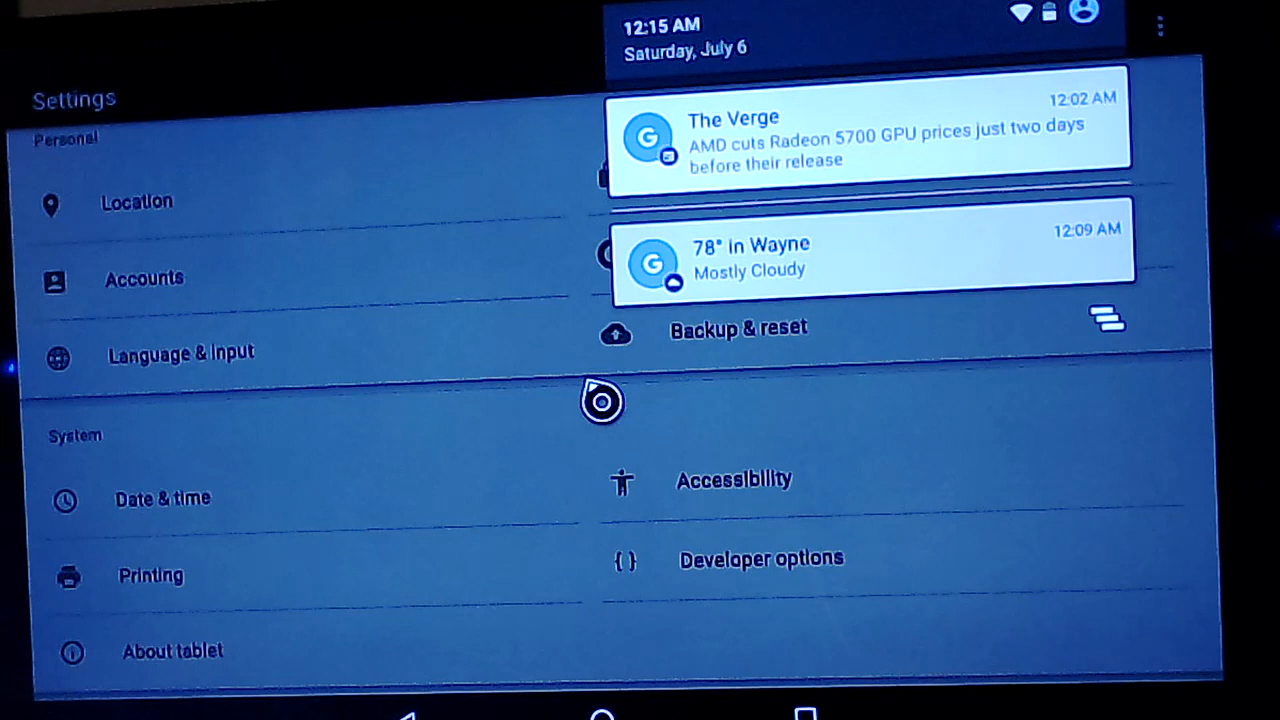 12:15 AM
Saturday, July 6
Settings
Personal
The Verge
12:02 AM
AMD cuts Radeon 5700 GPU prices just two days
before their release
Location
G
78° in Wayne
12:09 AM
Mostly Cloudy
G
Accounts
Language & input
Backup & reset
System
Date & time
Accessibility
Printing
{ }
Developer options
About tablet